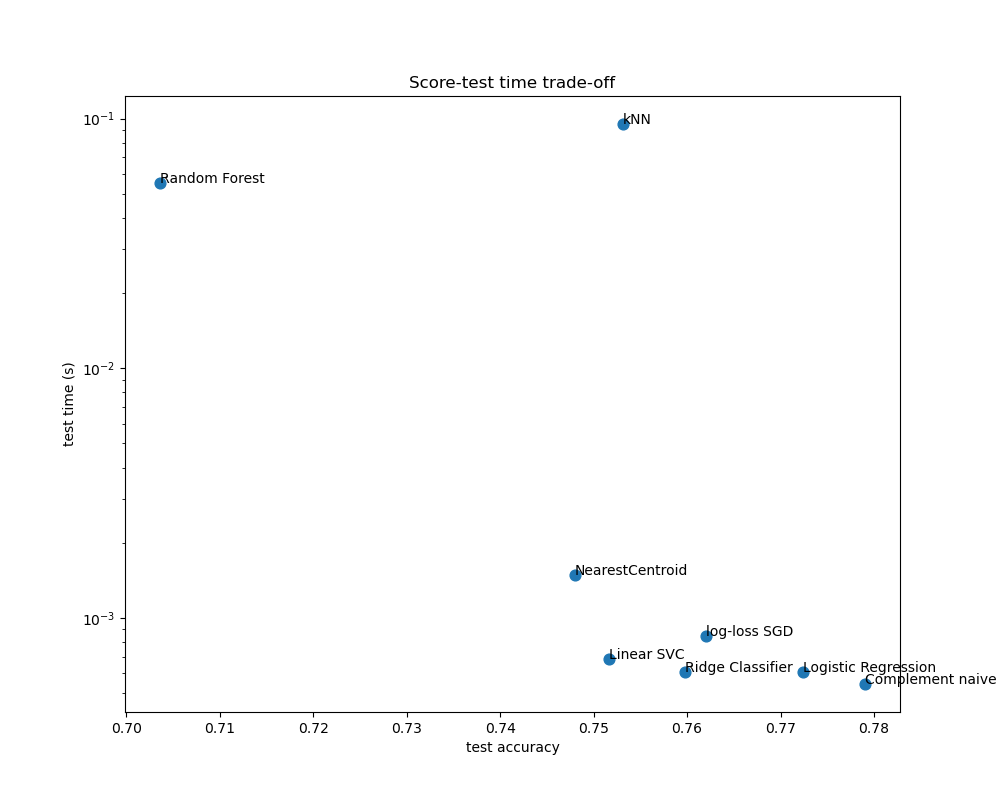 Score-test time trade-off
10⁻¹
kNN
Random Forest
10⁻²
test time (s)
NearestCentroid
10⁻³
log-loss SGD
Linear SVC
Ridge Classifier
Logistic Regression
Complement naive
0.70 0.71 0.72 0.73 0.74 0.75 0.76 0.77 0.78
test accuracy